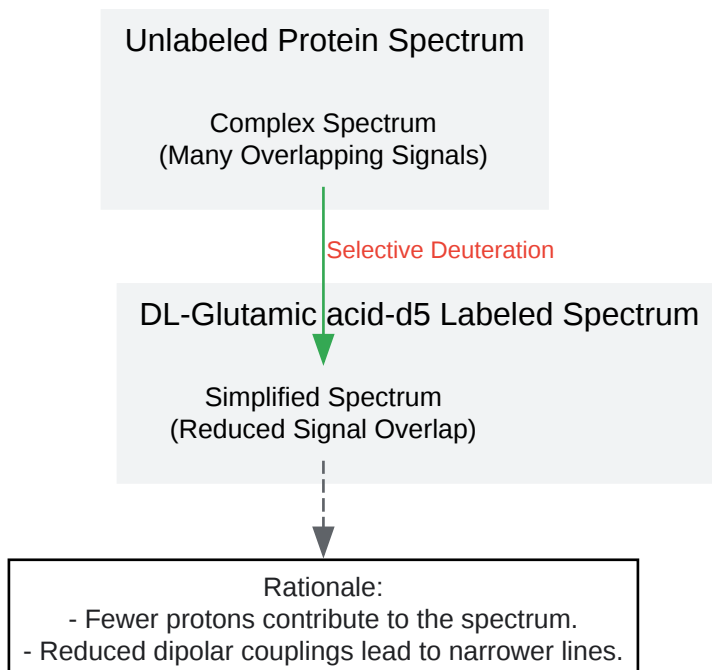 Unlabeled Protein Spectrum
Complex Spectrum
(Many Overlapping Signals)
Selective Deuteration
DL-Glutamic acid-d5 Labeled Spectrum
Simplified Spectrum
(Reduced Signal Overlap)
Rationale:
- Fewer protons contribute to the spectrum.
- Reduced dipolar couplings lead to narrower lines.